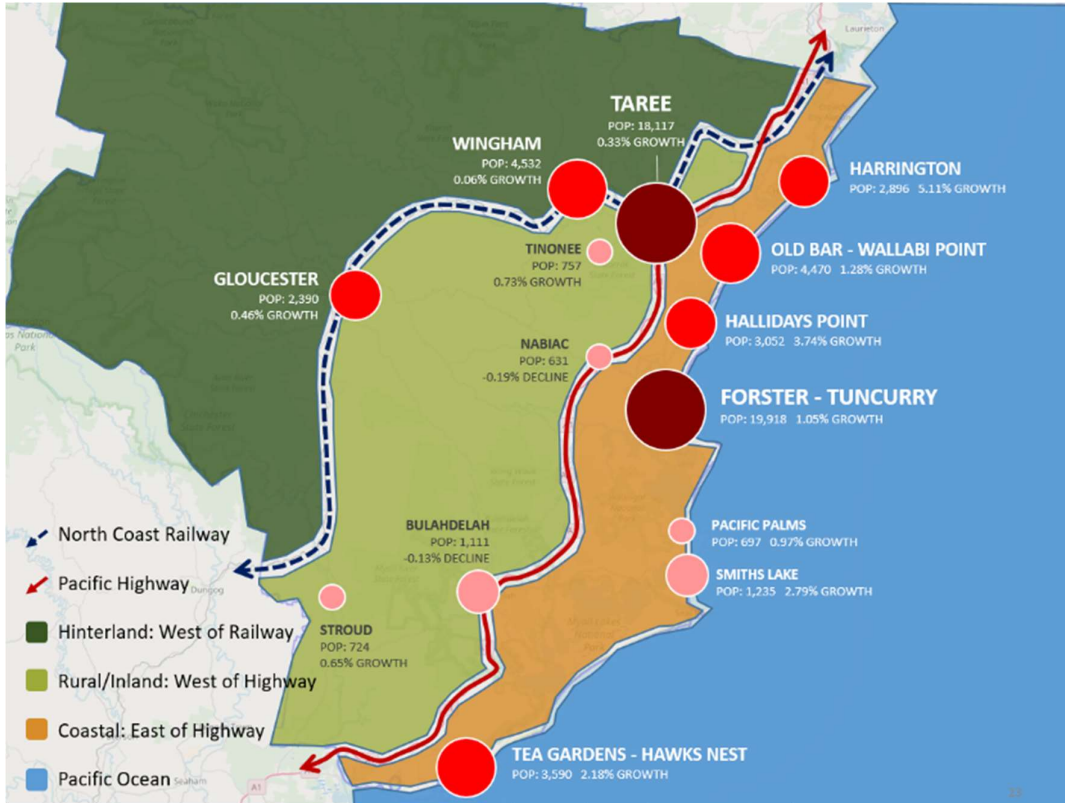 Laurieton
TAREE
POP: 18,117
0.33% GROWTH
WINGHAM
POP: 4,532
0.06% GROWTH
HARRINGTON
POP: 2,896 5.11% GROWTH
TINONEE
POP: 757
0.73% GROWTH
OLD BAR - WALLABI POINT
POP: 4,470 1.28% GROWTH
GLOUCESTER
POP: 2,390
0.46% GROWTH
HALLIDAYS POINT
POP: 3,052 3.74% GROWTH
Park
NABIAC
POP: 631
-0.19% DECLINE
FORSTER - TUNCURRY
POP: 19,918 1.05% GROWTH
BULAHDELAH
POP: 1,111
-0.13% DECLINE
PACIFIC PALMS
POP: 697 0.97% GROWTH
SMITHS LAKE
POP: 1,235 2.79% GROWTH
Dungog
STROUD
POP: 724
0.65% GROWTH
North Coast Railway
Pacific Highway
Hinterland: West of Railway
Rural/Inland: West of Highway
Coastal: East of Highway
Pacific Ocean
TEA GARDENS - HAWKS NEST
POP: 3,590 2.18% GROWTH
Seaham
A1